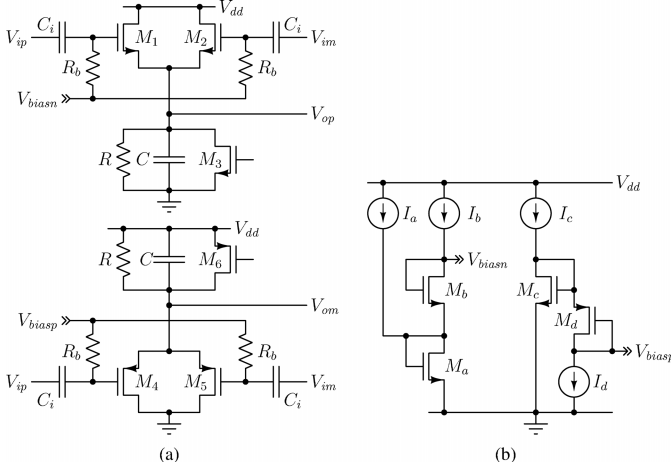 V_dd
C_i C_i
V_ip M_1 M_2 V_im
R_b R_b
V_biasn
V_op
R C M_3
V_dd
R C M_6
V_om
V_biasp
R_b R_b
V_ip M_4 M_5 V_im
C_i C_i
(a)
V_dd
I_a I_b I_c
V_biasn
M_b M_c
M_d
V_biasp
M_a
I_d
(b)